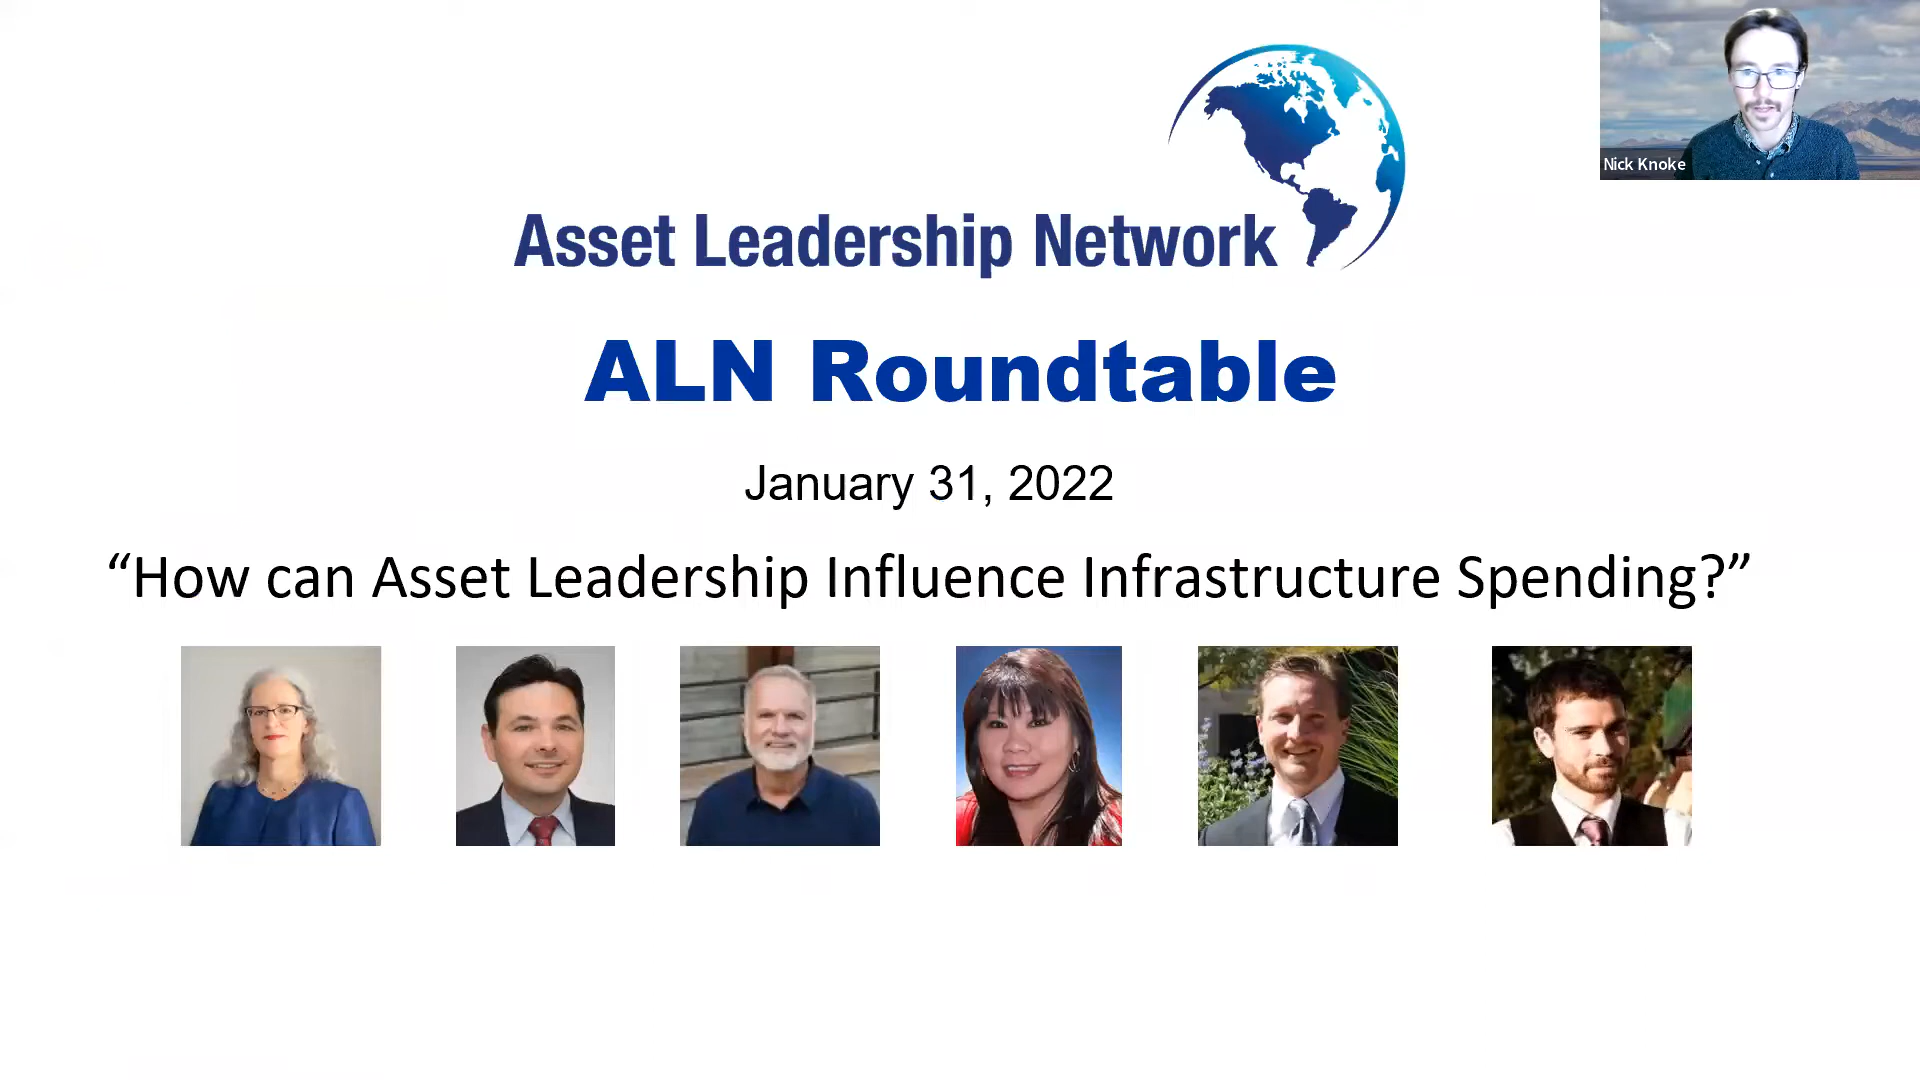 Nick Knoke
Asset Leadership Network
ALN Roundtable
January 31, 2022
“How can Asset Leadership Influence Infrastructure Spending?”